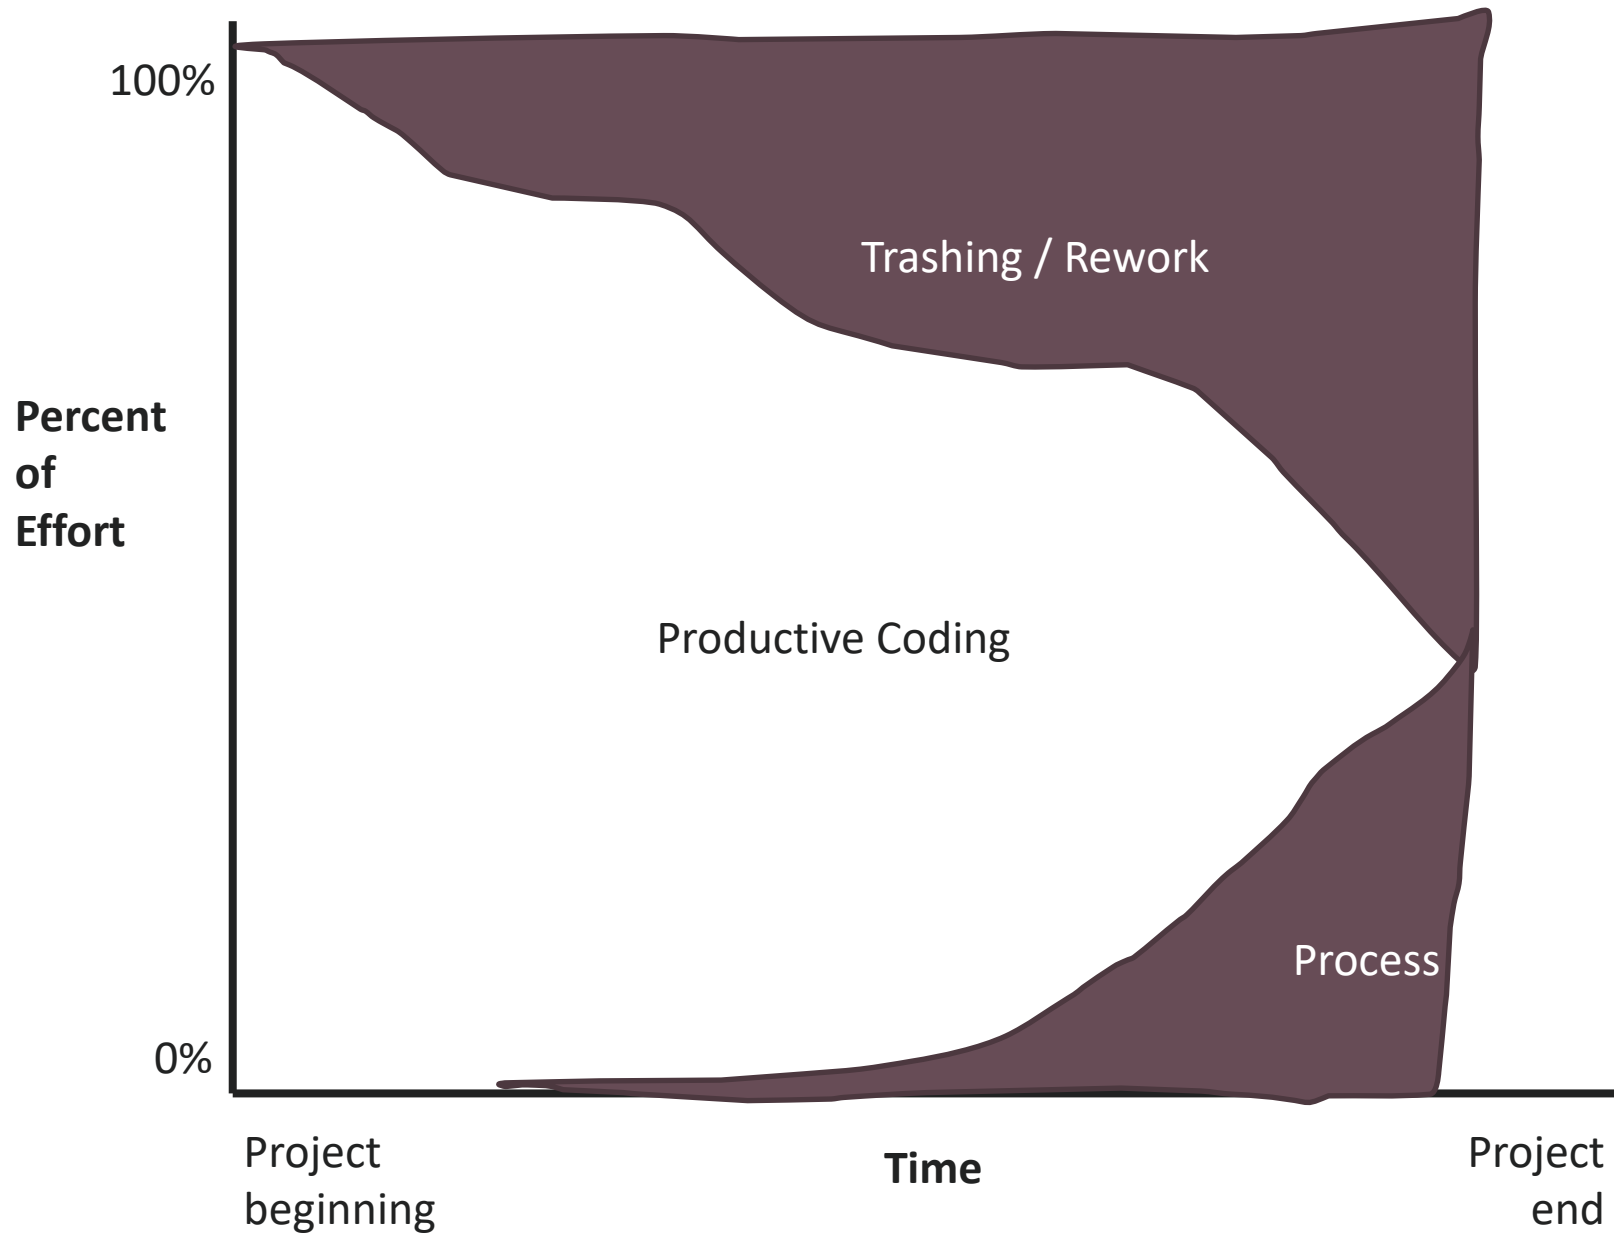 100%
Trashing / Rework
Percent
of
Effort
Productive Coding
Process
0%
Project
beginning
Time
Project
end